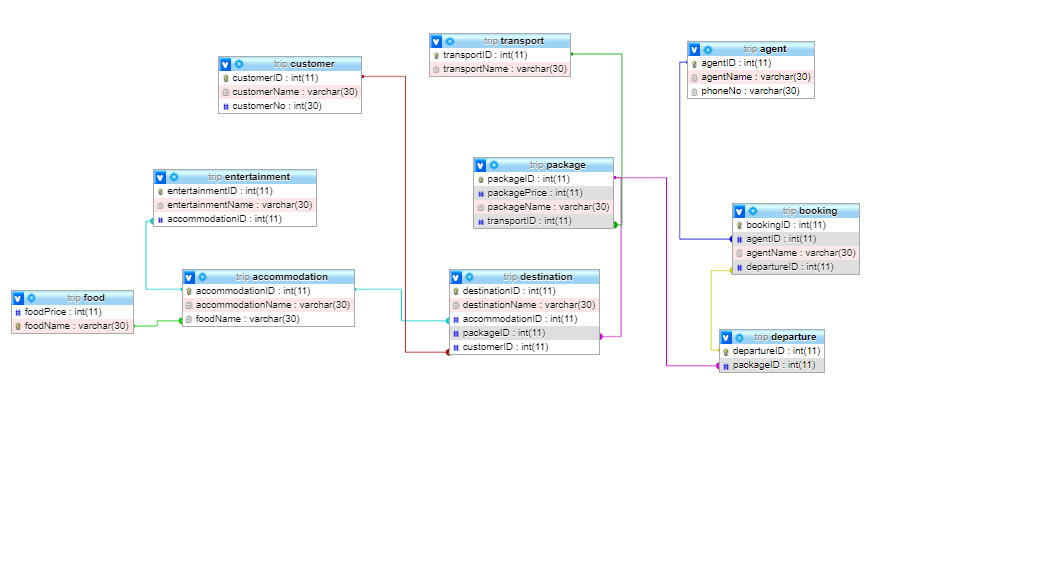 trip transport
transportID : int(11)
transportName : varchar(30)
trip agent
agentID : int(11)
agentName : varchar(30)
phoneNo : varchar(30)
trip customer
customerID : int(11)
customerName : varchar(30)
customerNo : int(30)
trip package
packageID : int(11)
packagePrice : int(11)
packageName : varchar(30)
transportID : int(11)
trip entertainment
entertainmentID : int(11)
entertainmentName : varchar(30)
accommodationID : int(11)
trip booking
bookingID : int(11)
agentID : int(11)
agentName : varchar(30)
departureID : int(11)
trip accommodation
accommodationID : int(11)
accommodationName : varchar(30)
foodName : varchar(30)
trip destination
destinationID : int(11)
destinationName : varchar(30)
accommodationID : int(11)
packageID : int(11)
customerID : int(11)
trip food
foodPrice : int(11)
foodName : varchar(30)
trip departure
departureID : int(11)
packageID : int(11)